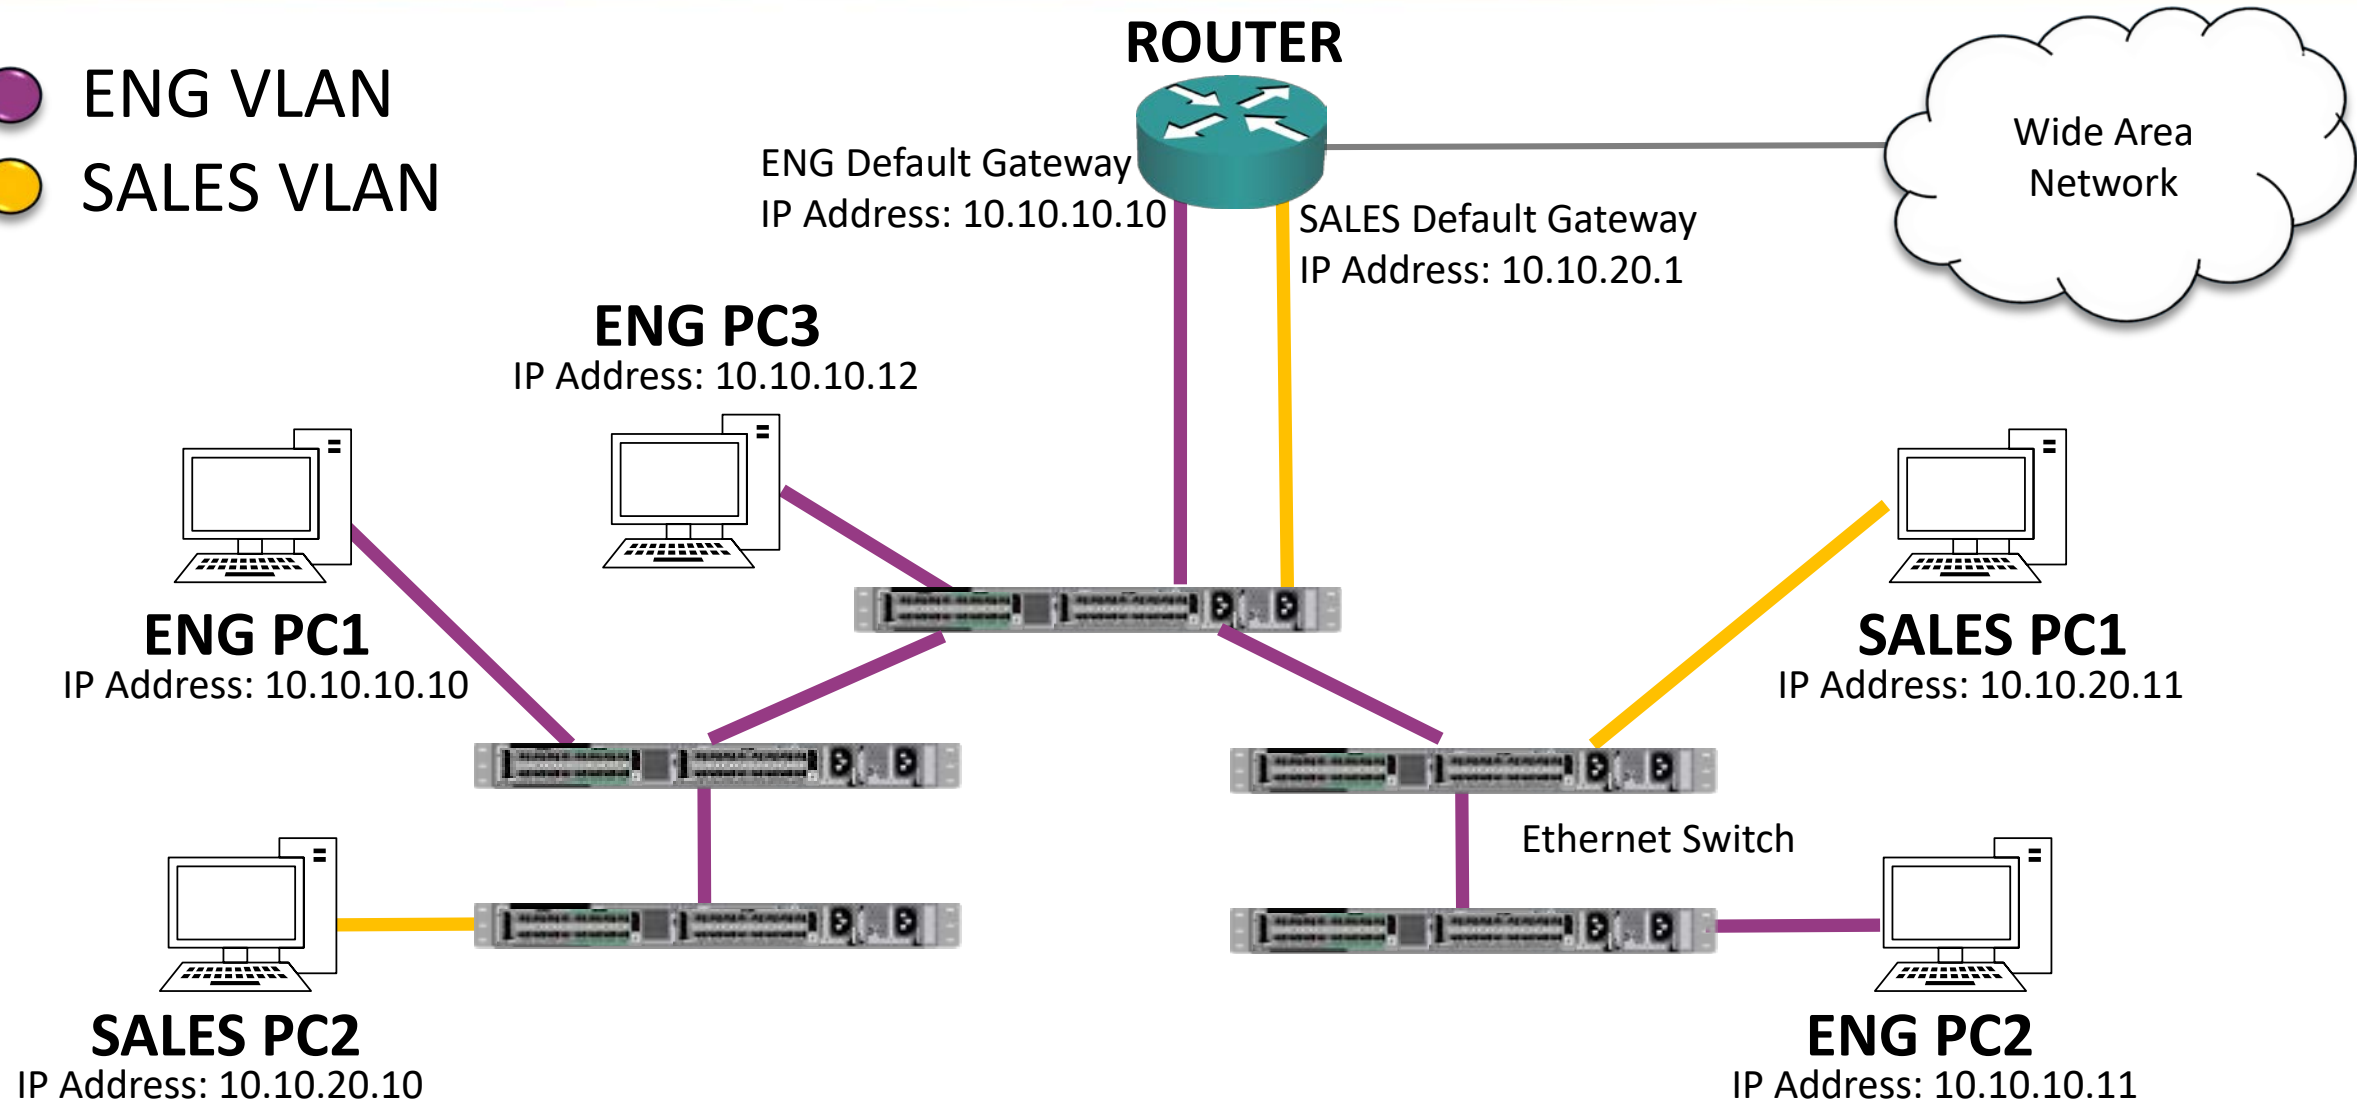 ROUTER
ENG VLAN
SALES VLAN
Wide Area
Network
ENG Default Gateway
IP Address: 10.10.10.10
SALES Default Gateway
IP Address: 10.10.20.1
ENG PC3
IP Address: 10.10.10.12
ENG PC1
IP Address: 10.10.10.10
SALES PC1
IP Address: 10.10.20.11
Ethernet Switch
SALES PC2
IP Address: 10.10.20.10
ENG PC2
IP Address: 10.10.10.11